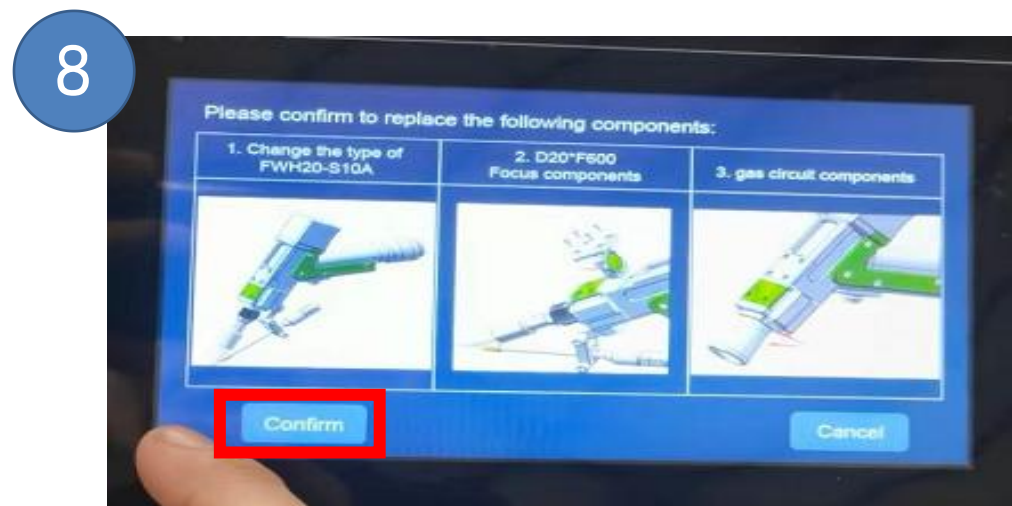 8
Please confirm to replace the following components:
1. Change the type of
FWH20-S10A
2. D20*F600
Focus components
3. gas circuit components
Confirm
Cancel